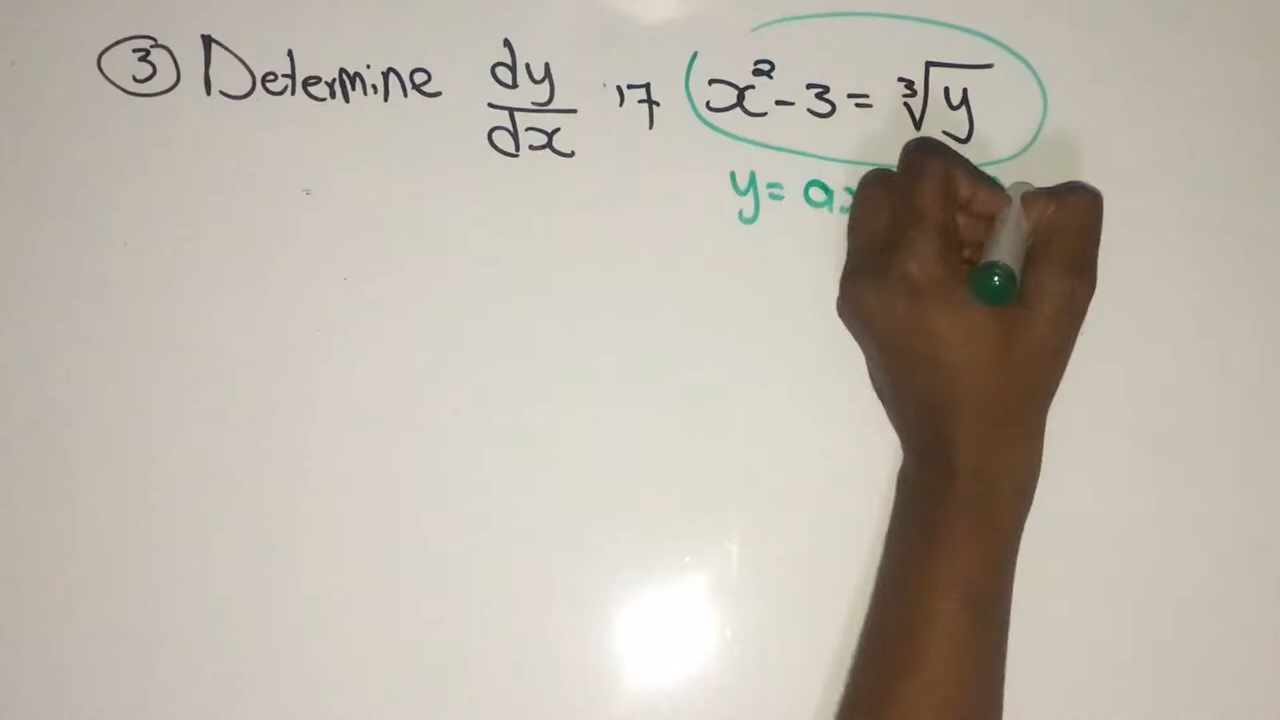 ③ Determine dy/dx if x² - 3 = ∛y
y = a